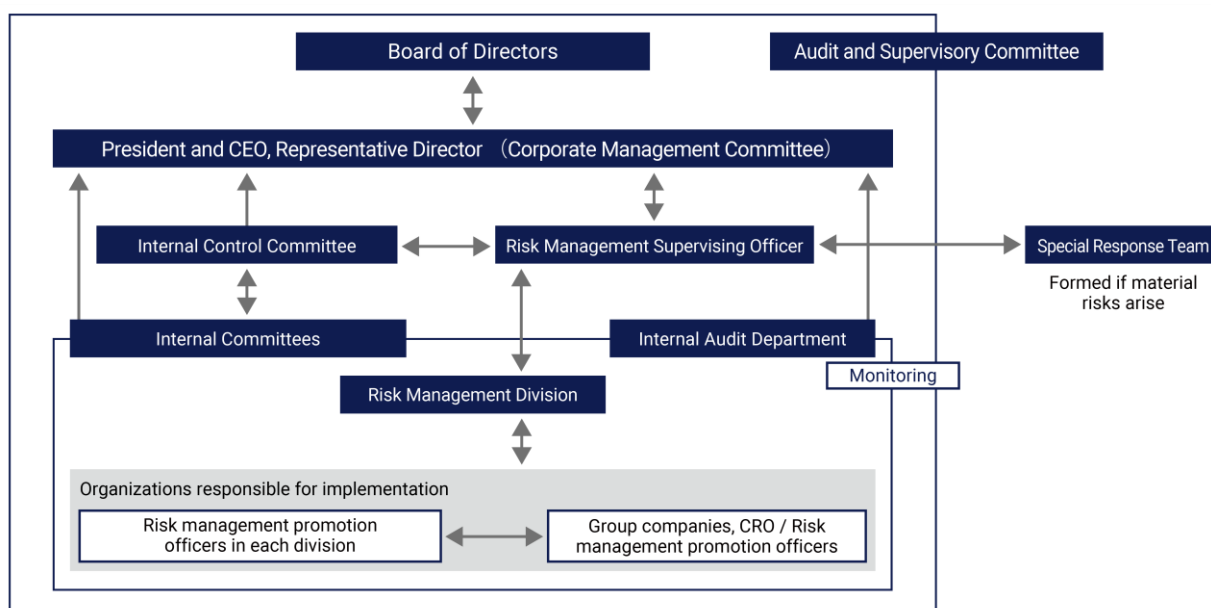 Board of Directors
Audit and Supervisory Committee
President and CEO, Representative Director （Corporate Management Committee）
Internal Control Committee
Risk Management Supervising Officer
Special Response Team
Formed if material
risks arise
Internal Committees
Internal Audit Department
Monitoring
Risk Management Division
Organizations responsible for implementation
Risk management promotion
officers in each division
Group companies, CRO / Risk
management promotion officers